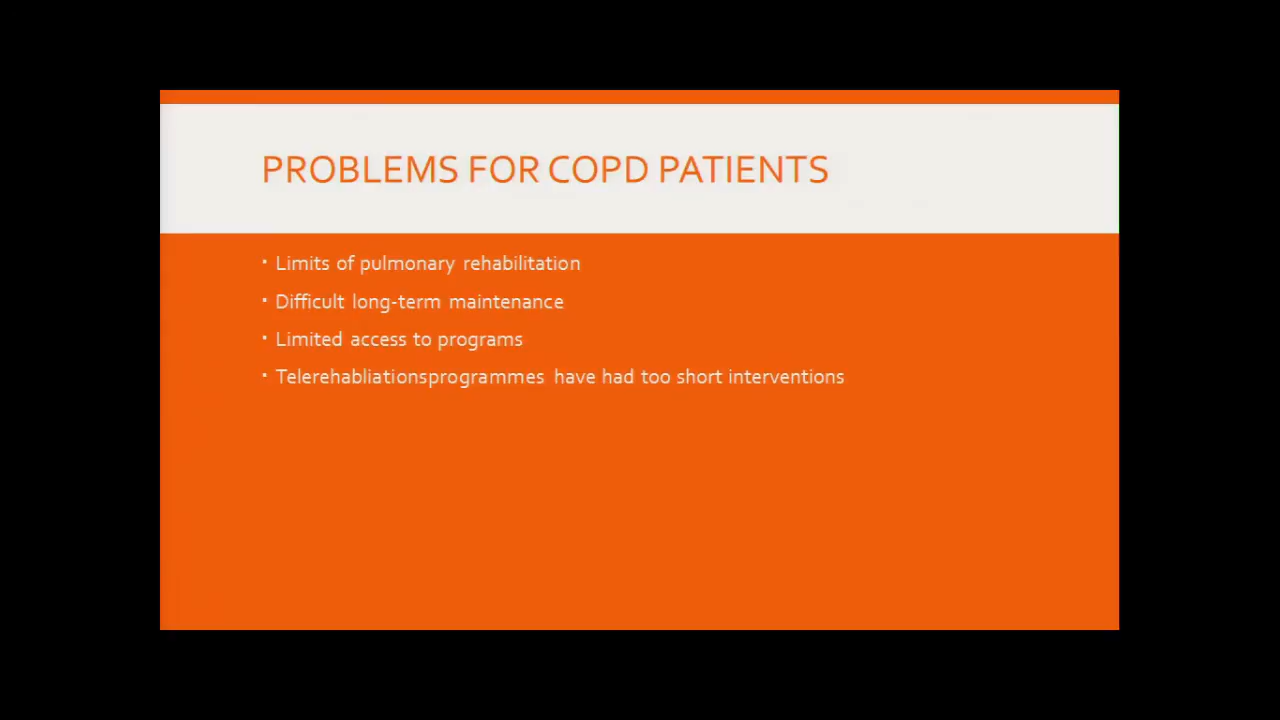 PROBLEMS FOR COPD PATIENTS
▪ Limits of pulmonary rehabilitation
▪ Difficult long-term maintenance
▪ Limited access to programs
▪ Telerehabliationsprogrammes have had too short interventions